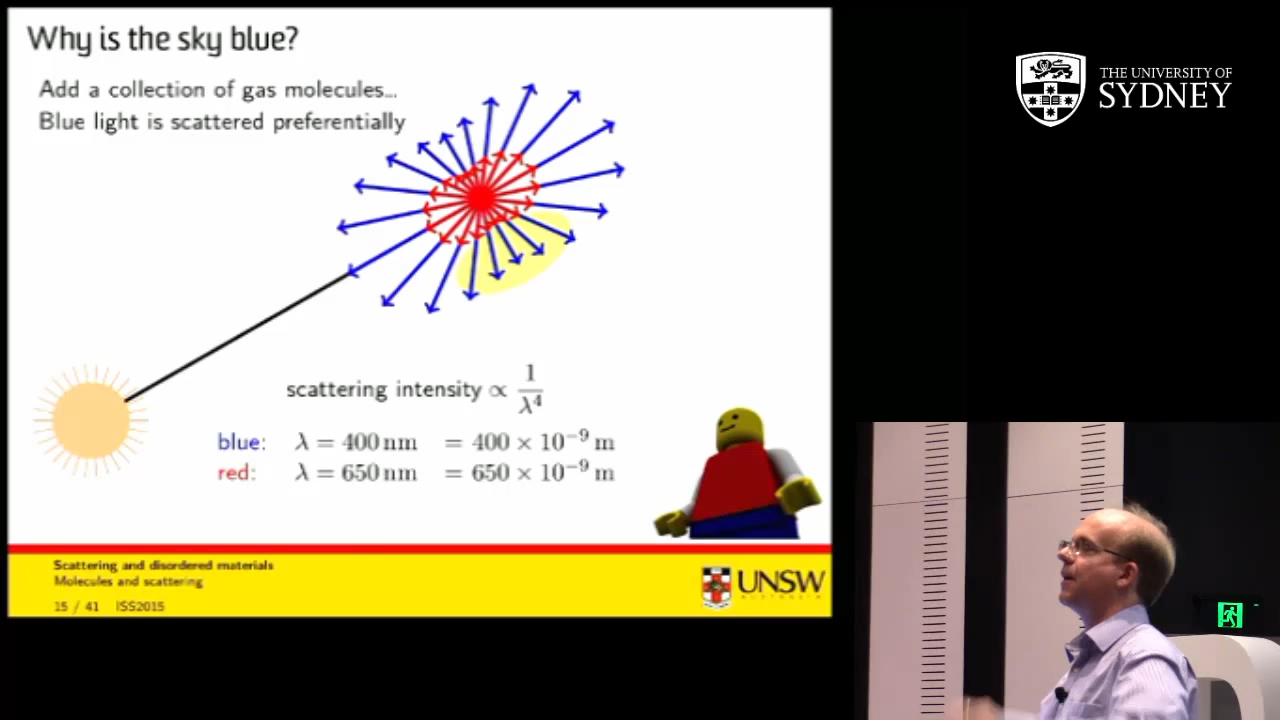 Why is the sky blue?
Add a collection of gas molecules...
Blue light is scattered preferentially
scattering intensity ∝ 1/λ⁴
blue: λ = 400 nm = 400 × 10⁻⁹ m
red: λ = 650 nm = 650 × 10⁻⁹ m
Scattering and disordered materials
Molecules and scattering
15 / 41 ISS2015
UNSW
AUSTRALIA
THE UNIVERSITY OF
SYDNEY